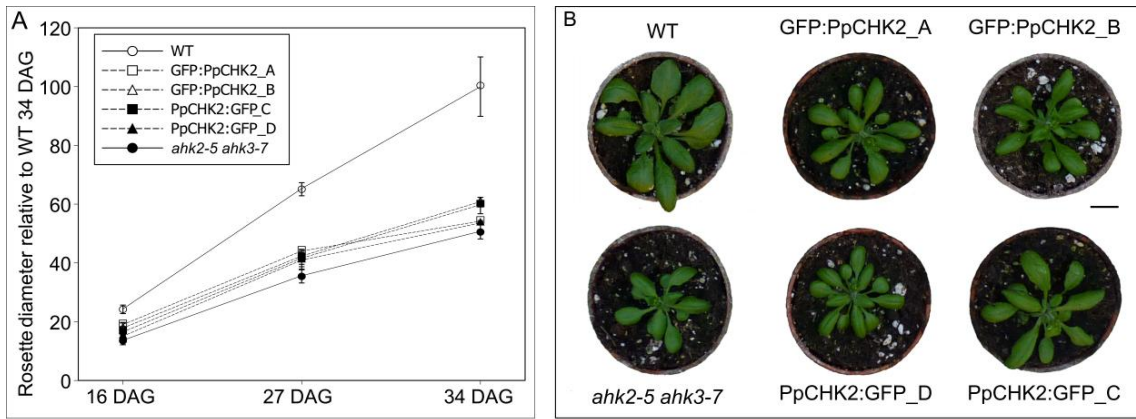 A
Rosette diameter relative to WT 34 DAG
120
100
80
60
40
20
0
WT
GFP:PpCHK2_A
GFP:PpCHK2_B
PpCHK2:GFP_C
PpCHK2:GFP_D
ahk2-5 ahk3-7
16 DAG 27 DAG 34 DAG
B
WT GFP:PpCHK2_A GFP:PpCHK2_B
ahk2-5 ahk3-7 PpCHK2:GFP_D PpCHK2:GFP_C